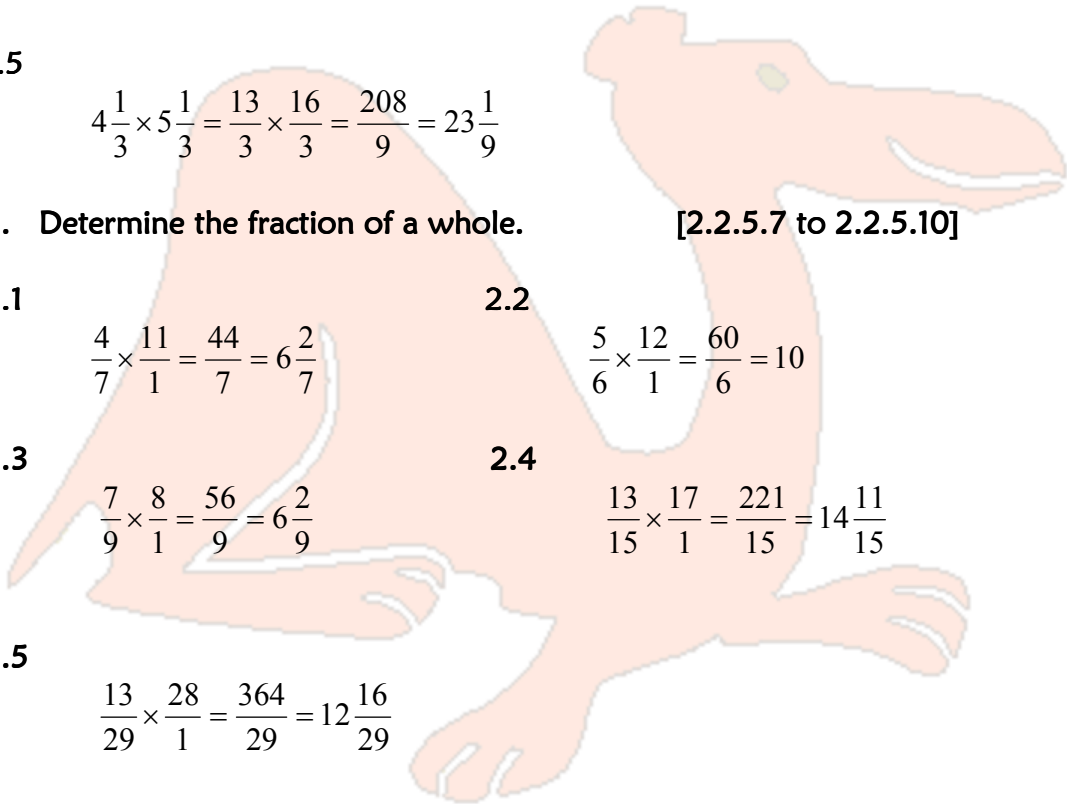 .5
4 1/3 × 5 1/3 = 13/3 × 16/3 = 208/9 = 23 1/9
. Determine the fraction of a whole. [2.2.5.7 to 2.2.5.10]
.1 2.2
4/7 × 11/1 = 44/7 = 6 2/7 5/6 × 12/1 = 60/6 = 10
.3 2.4
7/9 × 8/1 = 56/9 = 6 2/9 13/15 × 17/1 = 221/15 = 14 11/15
.5
13/29 × 28/1 = 364/29 = 12 16/29